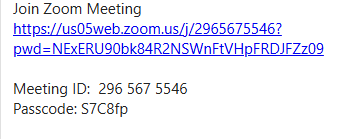 Join Zoom Meeting
https://us05web.zoom.us/j/2965675546?
pwd=NExERU90bk84R2NSWnFtVHpFRDJFZz09
Meeting ID:  296 567 5546
Passcode: S7C8fp